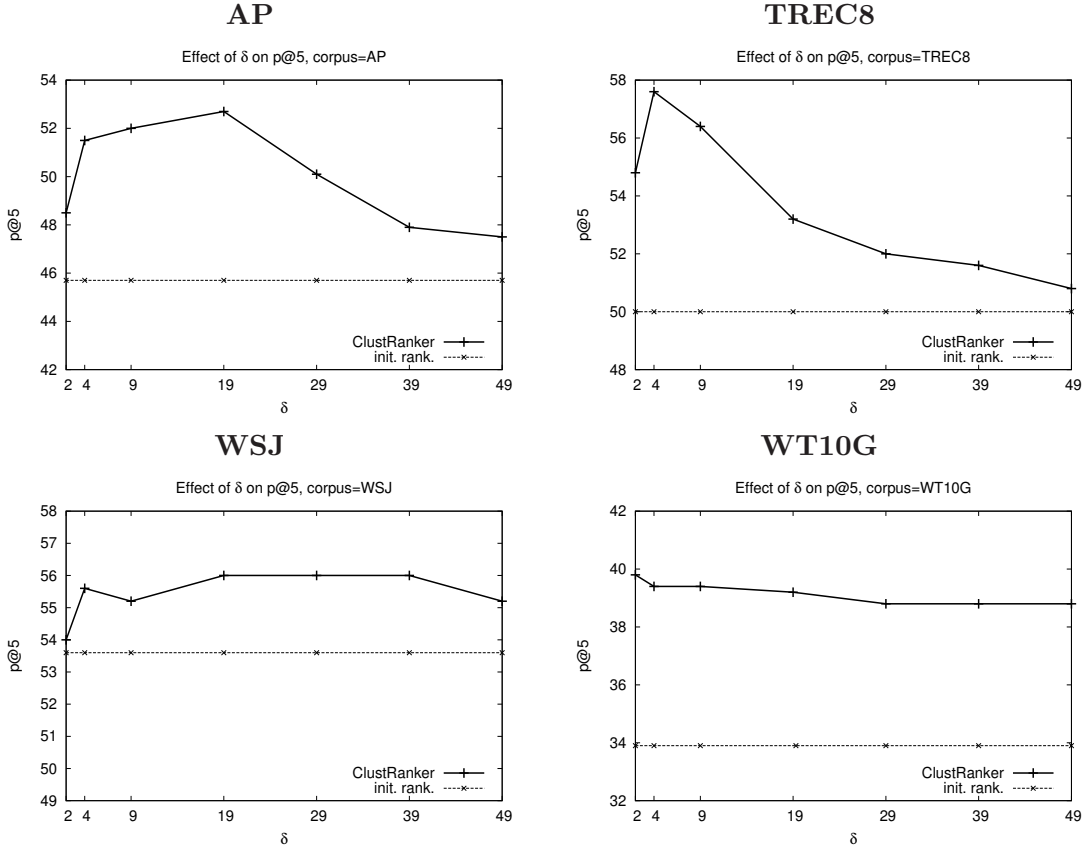 AP
Effect of δ on p@5, corpus=AP
54
52
50
48
46
44
42
p@5
ClustRanker
init. rank.
2 4 9 19 29 39 49
δ
TREC8
Effect of δ on p@5, corpus=TREC8
58
56
54
52
50
48
p@5
ClustRanker
init. rank.
2 4 9 19 29 39 49
δ
WSJ
Effect of δ on p@5, corpus=WSJ
58
57
56
55
54
53
52
51
50
49
p@5
ClustRanker
init. rank.
2 4 9 19 29 39 49
δ
WT10G
Effect of δ on p@5, corpus=WT10G
42
40
38
36
34
32
p@5
ClustRanker
init. rank.
2 4 9 19 29 39 49
δ